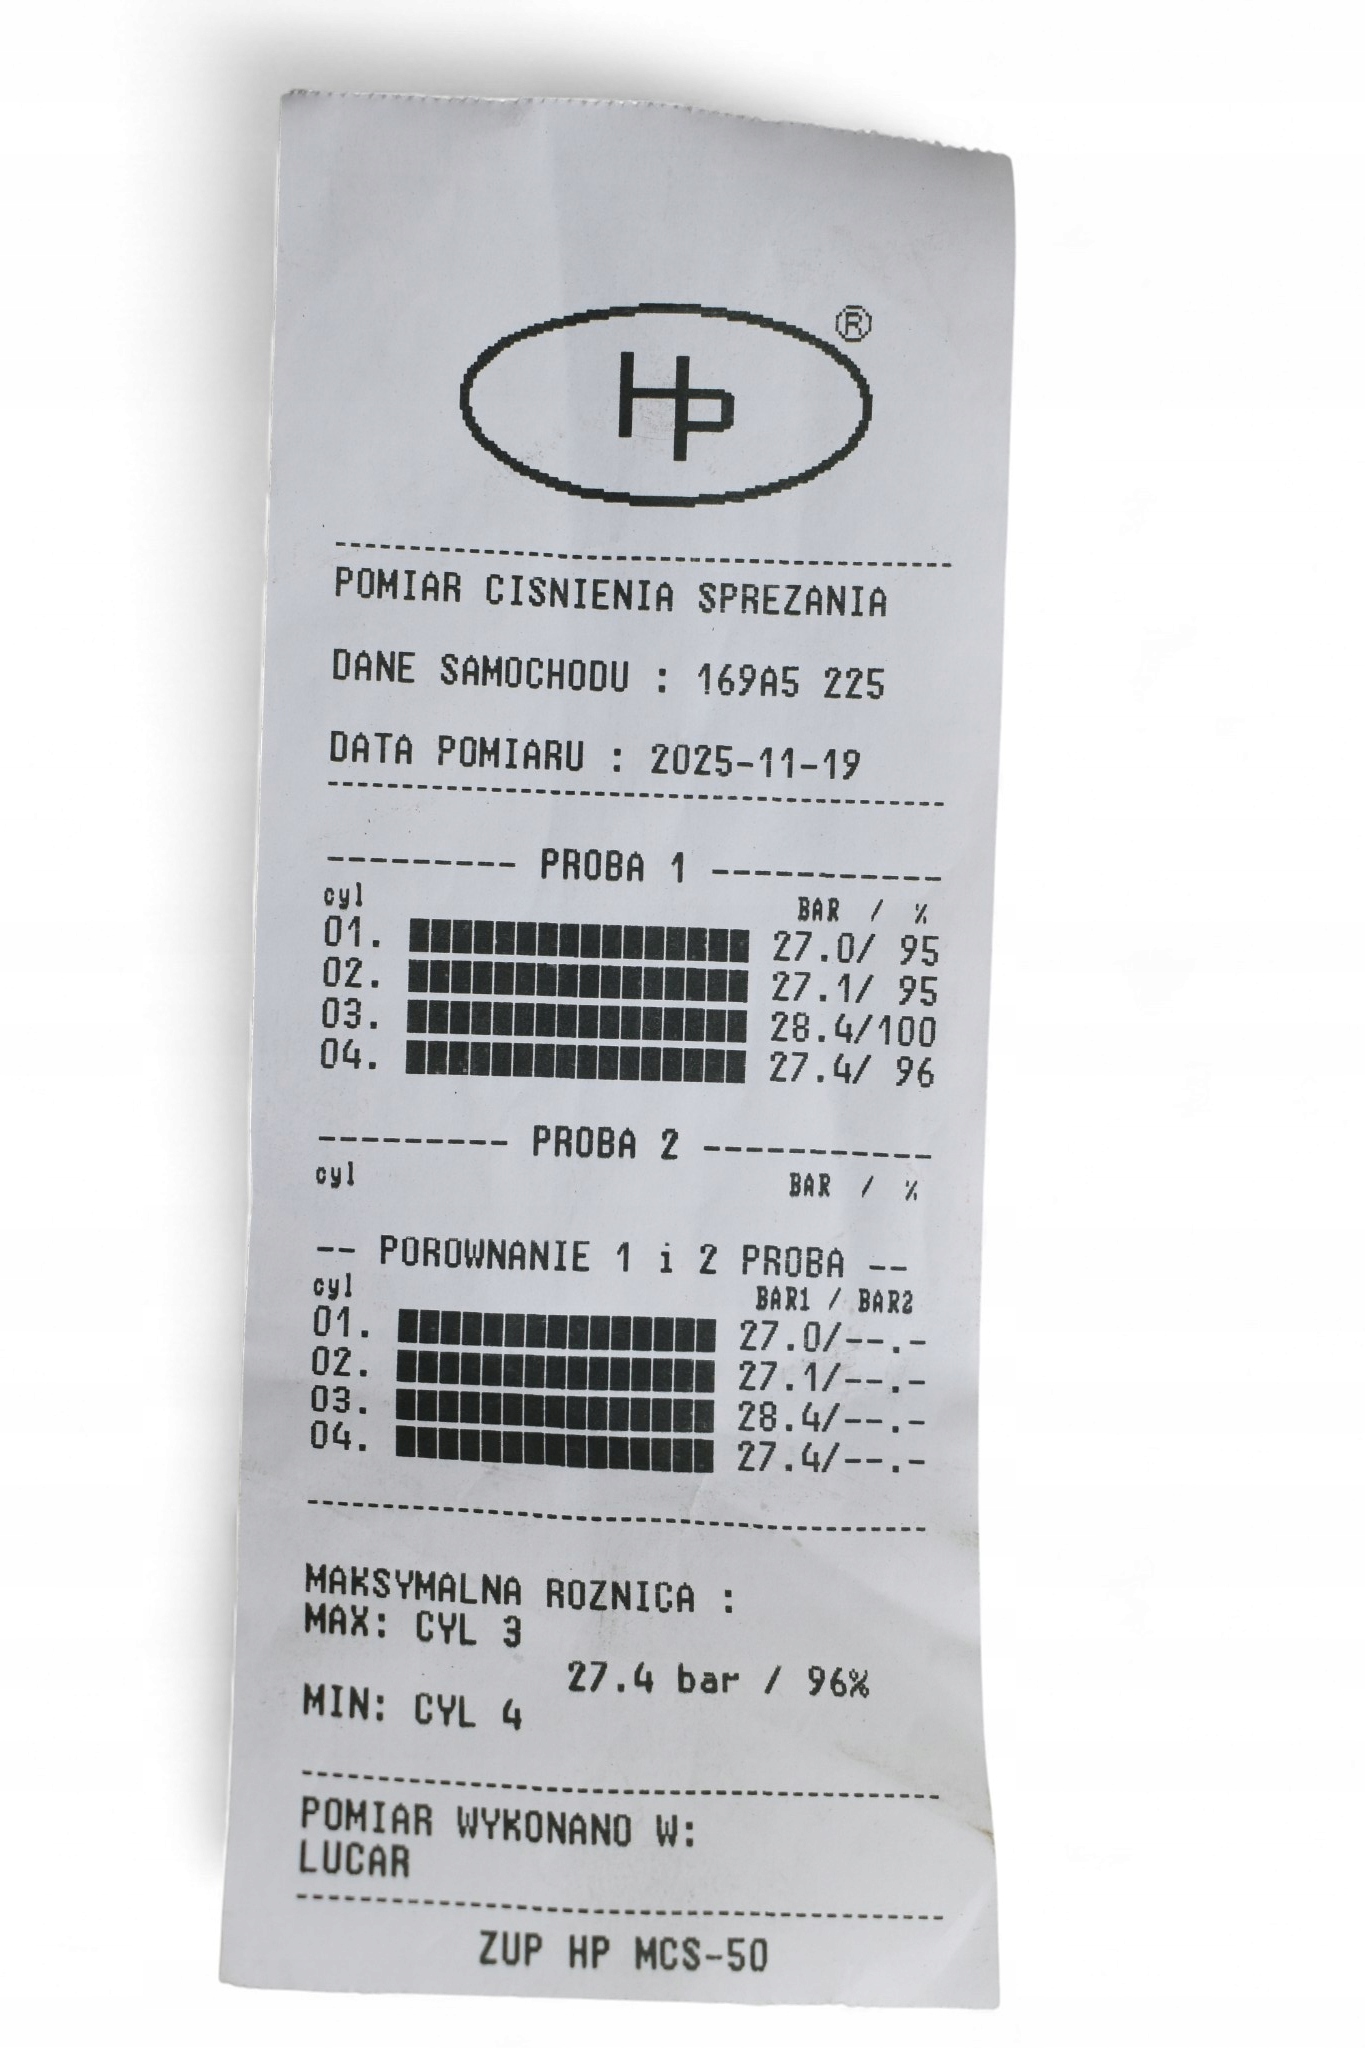 HP ®
---------------------------------
POMIAR CISNIENIA SPREZANIA
DANE SAMOCHODU : 169A5 225
DATA POMIARU : 2025-11-19
---------------------------------
--------- PROBA 1 -----------
cyl BAR / %
01. 27.0/ 95
02. 27.1/ 95
03. 28.4/100
04. 27.4/ 96
--------- PROBA 2 -----------
cyl BAR / %
-- POROWNANIE 1 i 2 PROBA --
cyl BAR1 / BAR2
01. 27.0/--.-
02. 27.1/--.-
03. 28.4/--.-
04. 27.4/--.-
---------------------------------
MAKSYMALNA ROZNICA :
MAX: CYL 3
27.4 bar / 96%
MIN: CYL 4
---------------------------------
POMIAR WYKONANO W:
LUCAR
---------------------------------
ZUP HP MCS-50